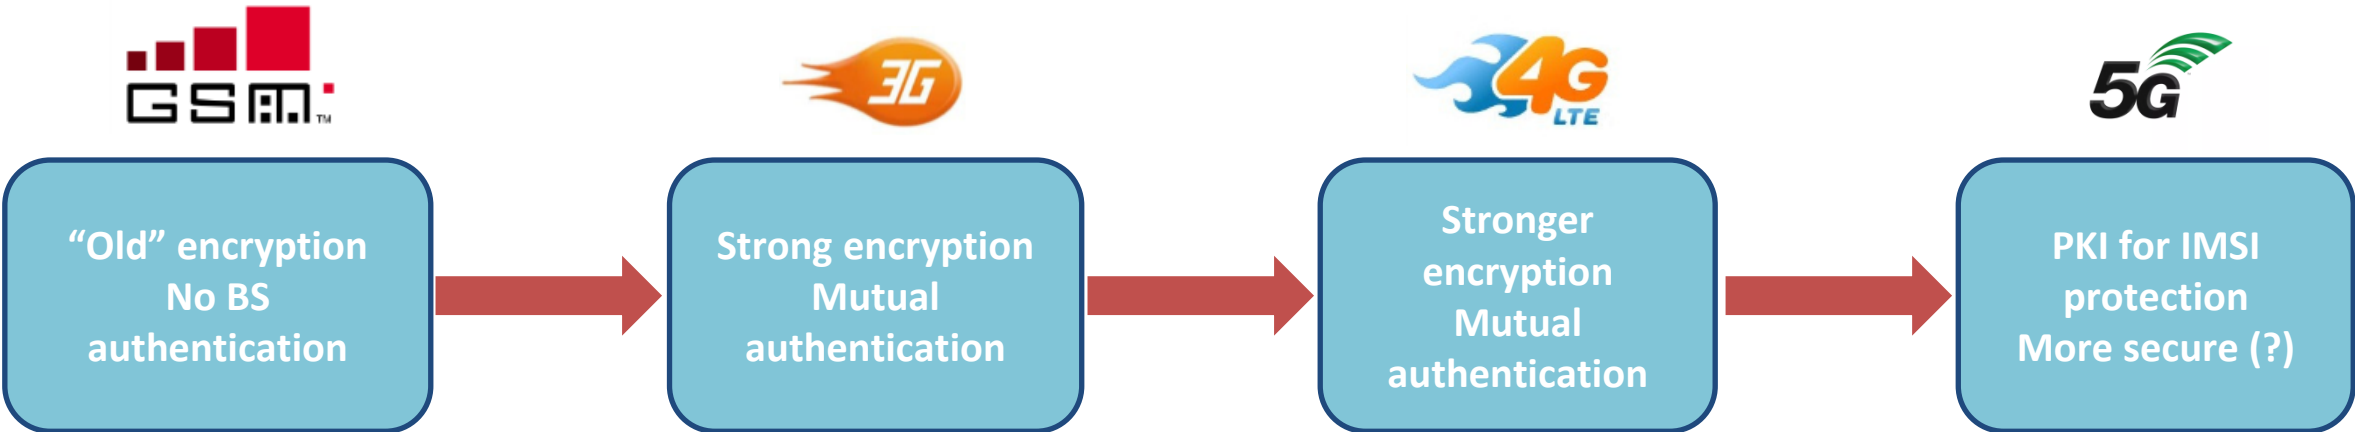 GSM
TM
3G
4G
LTE
5G
“Old” encryption
No BS
authentication
Strong encryption
Mutual
authentication
Stronger
encryption
Mutual
authentication
PKI for IMSI
protection
More secure (?)